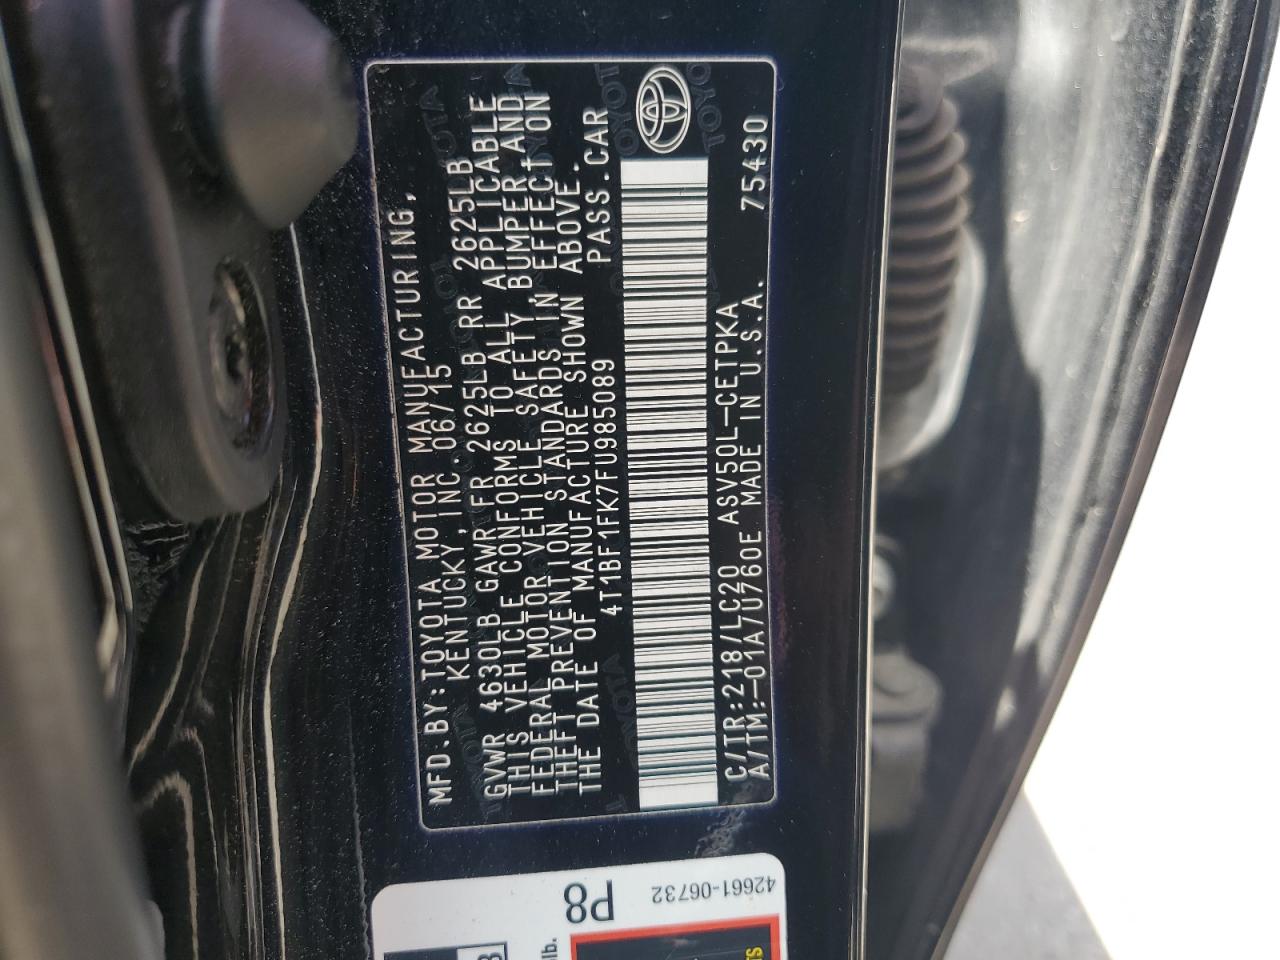 MFD.BY:TOYOTA MOTOR MANUFACTURING,
KENTUCKY,INC. 06/15
GVWR 4630LB GAWR FR 2625LB RR 2625LB
THIS VEHICLE CONFORMS TO ALL APPLICABLE
FEDERAL MOTOR VEHICLE SAFETY,BUMPER,AND
THEFT PREVENTION STANDARDS IN EFFECT ON
THE DATE OF MANUFACTURE SHOWN ABOVE.
4T1BF1FK7FU985089 PASS.CAR
C/TR:218/LC20 ASV50L-CETPKA 75430
A/TM:-01A/U760E MADE IN U.S.A.
P8
42661-06732
lb.